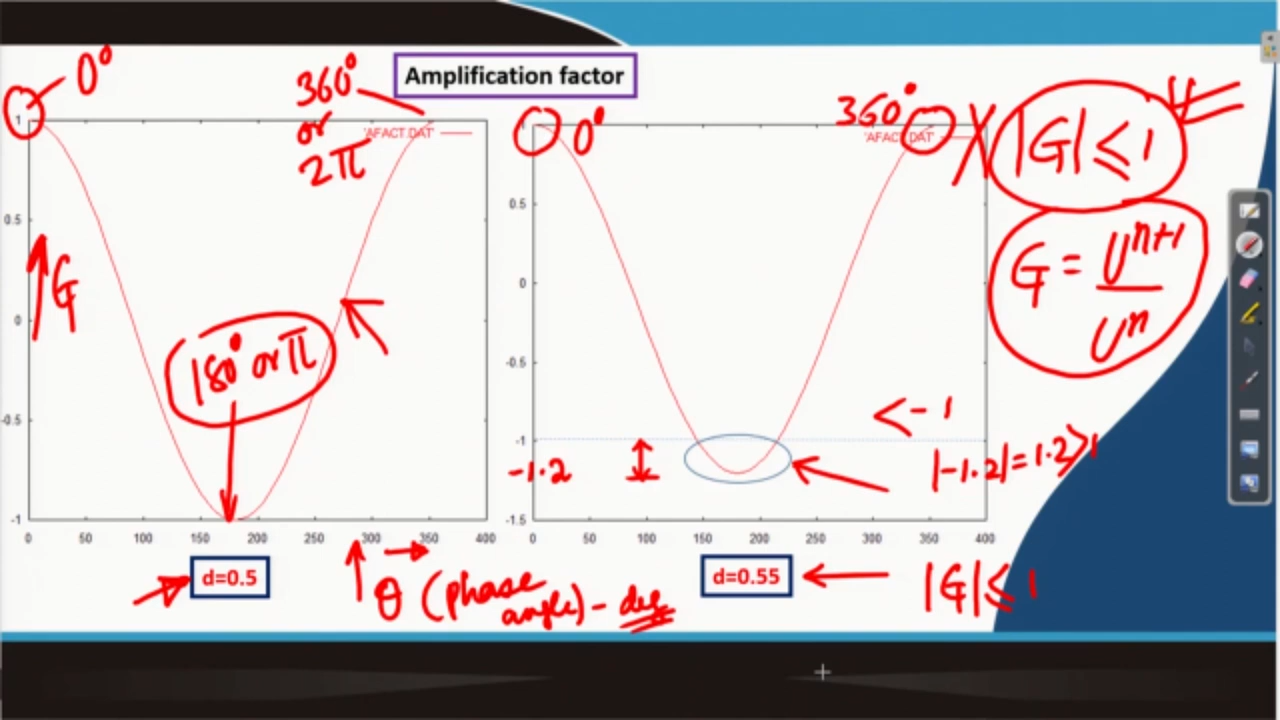 Amplification factor
0°
360°
or
2π
'AFACT.DAT'
1
0.5
0
-0.5
-1
G
180° or π
0 50 100 150 200 250 300 350 400
d=0.5
θ (phase
angle) - deg
0°
360°
'AFACT.DAT'
0.5
0
-0.5
-1
-1.5
-1.2
< -1
|-1.2| = 1.2 > 1
0 50 100 150 200 250 300 350 400
d=0.55
|G| ≤ 1
X |G| ≤ 1
G = U^{n+1}
U^n